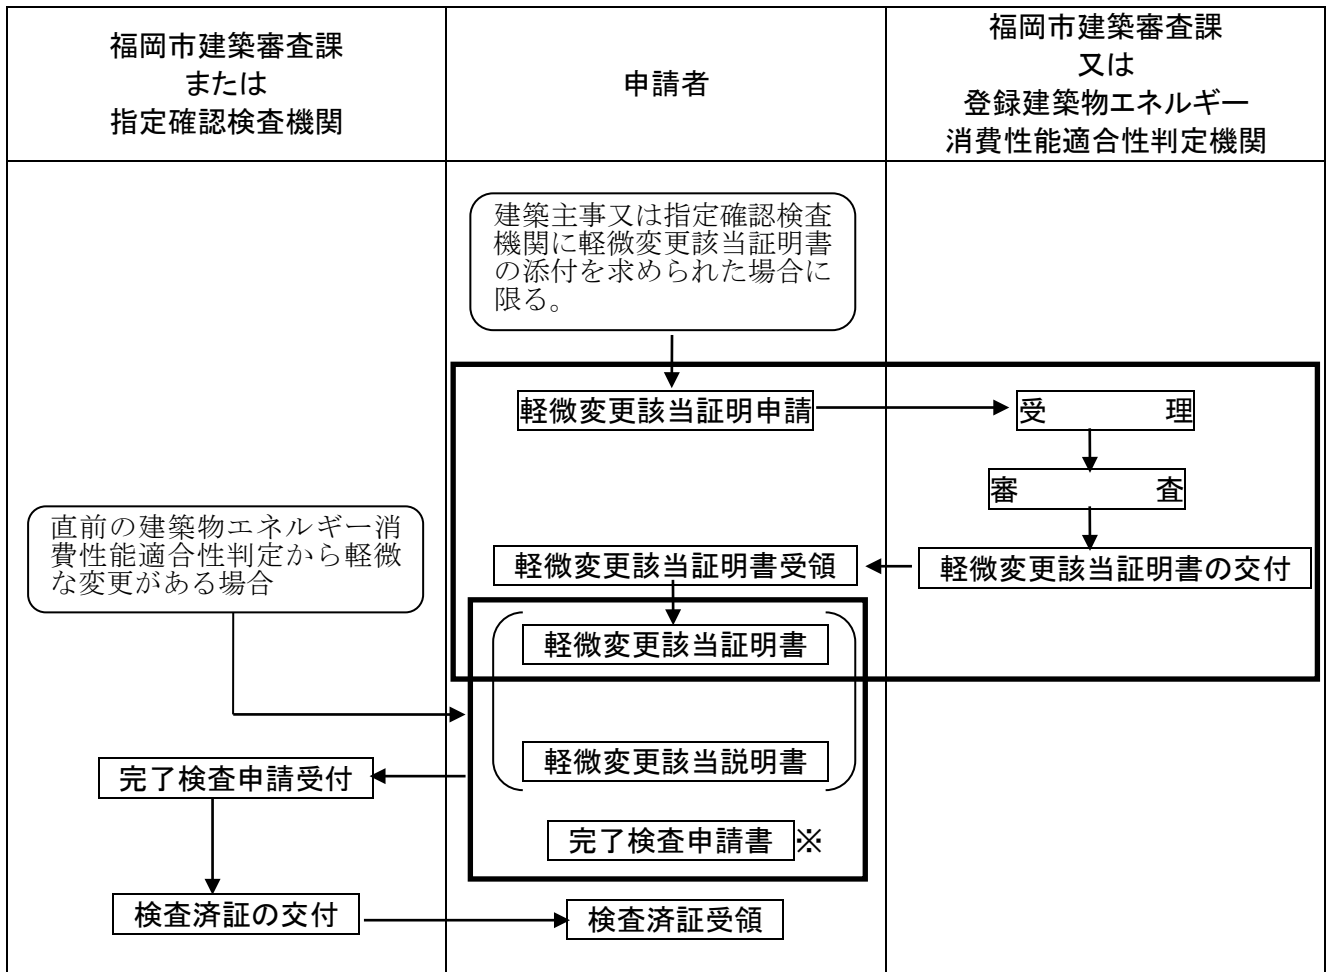 福岡市建築審査課
または
指定確認検査機関
申請者
福岡市建築審査課
又は
登録建築物エネルギー
消費性能適合性判定機関
建築主事又は指定確認検査
機関に軽微変更該当証明書
の添付を求められた場合に
限る。
軽微変更該当証明申請
受　　　　理
審　　　　査
直前の建築物エネルギー消
費性能適合性判定から軽微
な変更がある場合
軽微変更該当証明書受領
軽微変更該当証明書の交付
軽微変更該当証明書
軽微変更該当説明書
完了検査申請受付
完了検査申請書※
検査済証の交付
検査済証受領